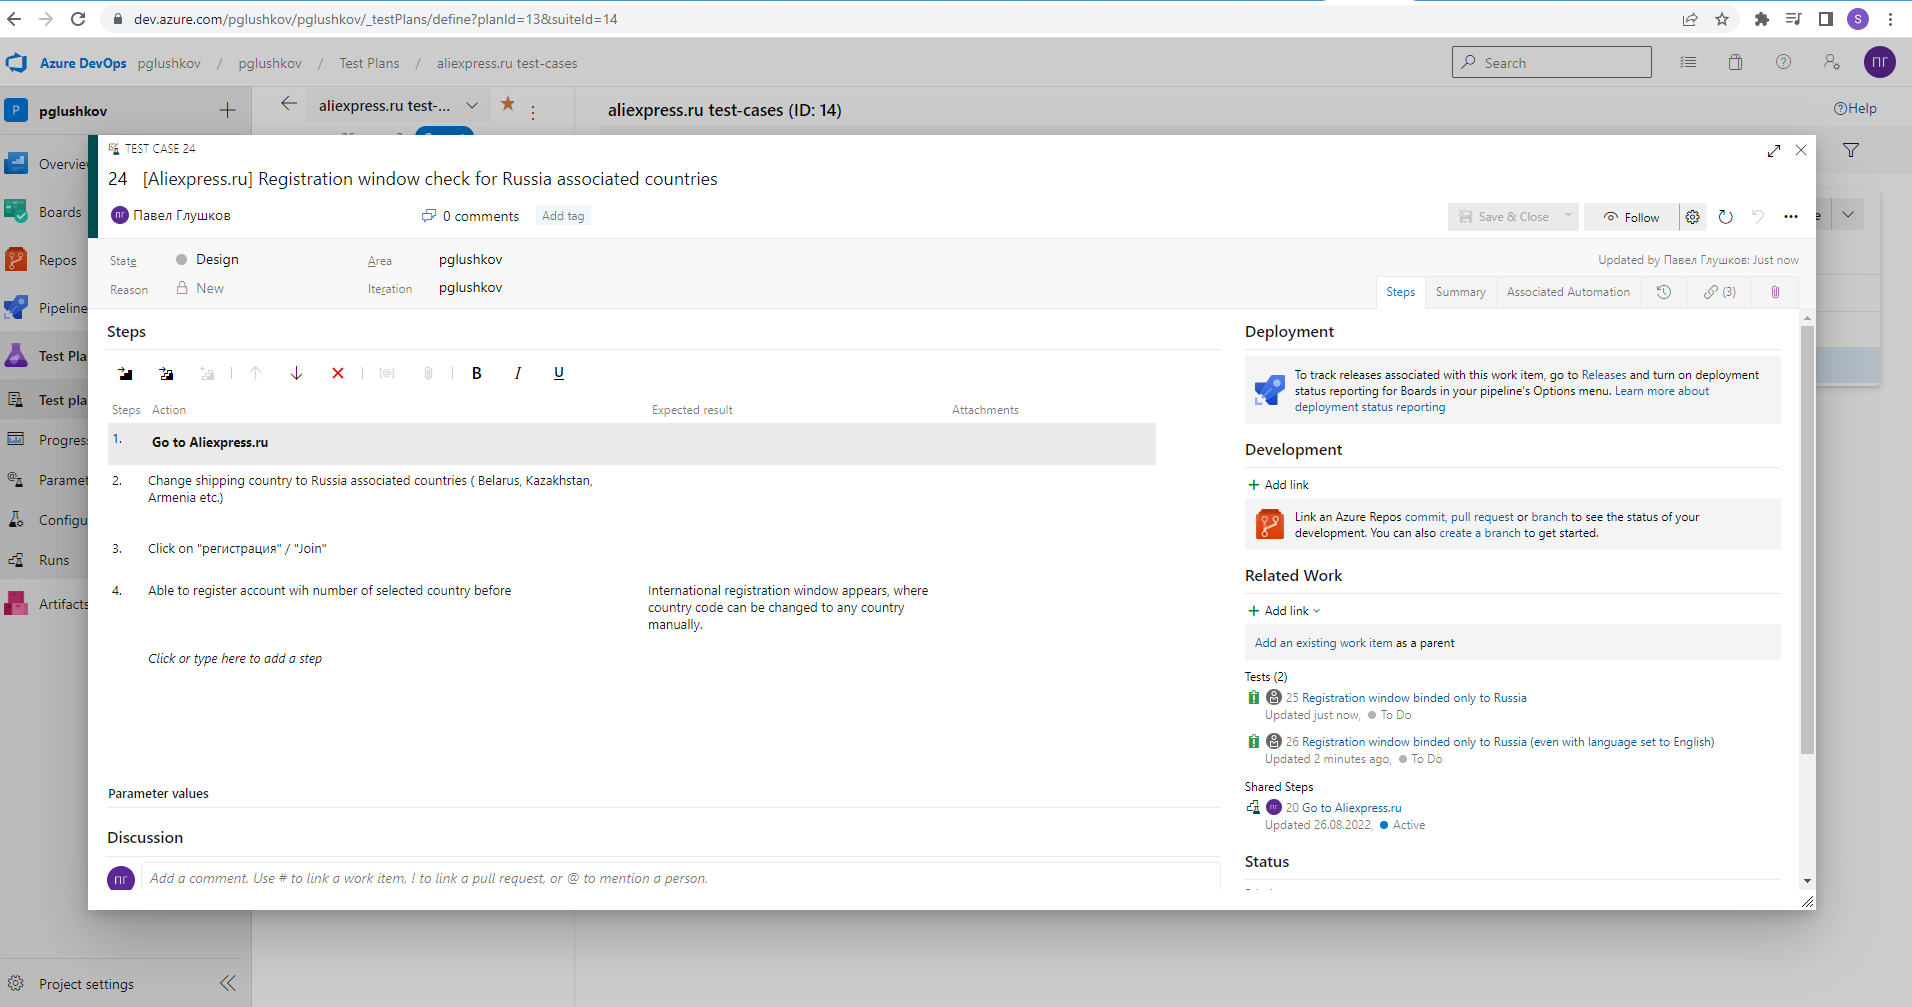 dev.azure.com/pglushkov/pglushkov/_testPlans/define?planId=13&suiteId=14
S
Azure DevOps pglushkov / pglushkov / Test Plans / aliexpress.ru test-cases
Search
ПГ
P pglushkov
aliexpress.ru test-...
aliexpress.ru test-cases (ID: 14)
Help
Overview
Boards
Repos
Pipeline
Test Pla
Test pla
Progres
Paramet
Configu
Runs
Artifacts
Project settings
TEST CASE 24
24 [Aliexpress.ru] Registration window check for Russia associated countries
ПГ Павел Глушков
0 comments
Add tag
Save & Close
Follow
State Design
Area pglushkov
Reason New
Iteration pglushkov
Updated by Павел Глушков: Just now
Steps Summary Associated Automation (3)
Steps
B I U
Steps Action Expected result Attachments
1. Go to Aliexpress.ru
2. Change shipping country to Russia associated countries ( Belarus, Kazakhstan,
Armenia etc.)
3. Click on "регистрация" / "Join"
4. Able to register account wih number of selected country before
International registration window appears, where
country code can be changed to any country
manually.
Click or type here to add a step
Parameter values
Discussion
ПГ
Add a comment. Use # to link a work item, ! to link a pull request, or @ to mention a person.
Deployment
To track releases associated with this work item, go to Releases and turn on deployment
status reporting for Boards in your pipeline's Options menu. Learn more about
deployment status reporting
Development
+ Add link
Link an Azure Repos commit, pull request or branch to see the status of your
development. You can also create a branch to get started.
Related Work
+ Add link
Add an existing work item as a parent
Tests (2)
25 Registration window binded only to Russia
Updated just now, To Do
26 Registration window binded only to Russia (even with language set to English)
Updated 2 minutes ago, To Do
Shared Steps
ПГ 20 Go to Aliexpress.ru
Updated 26.08.2022, Active
Status